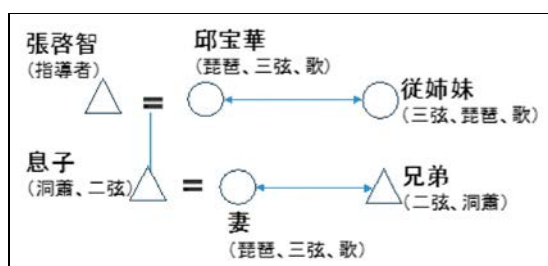 張啓智
(指導者)
邱宝華
(琵琶、三弦、歌)
従姉妹
(三弦、琵琶、歌)
=
息子
(洞蕭、二弦)
=
妻
(琵琶、三弦、歌)
兄弟
(二弦、洞蕭)